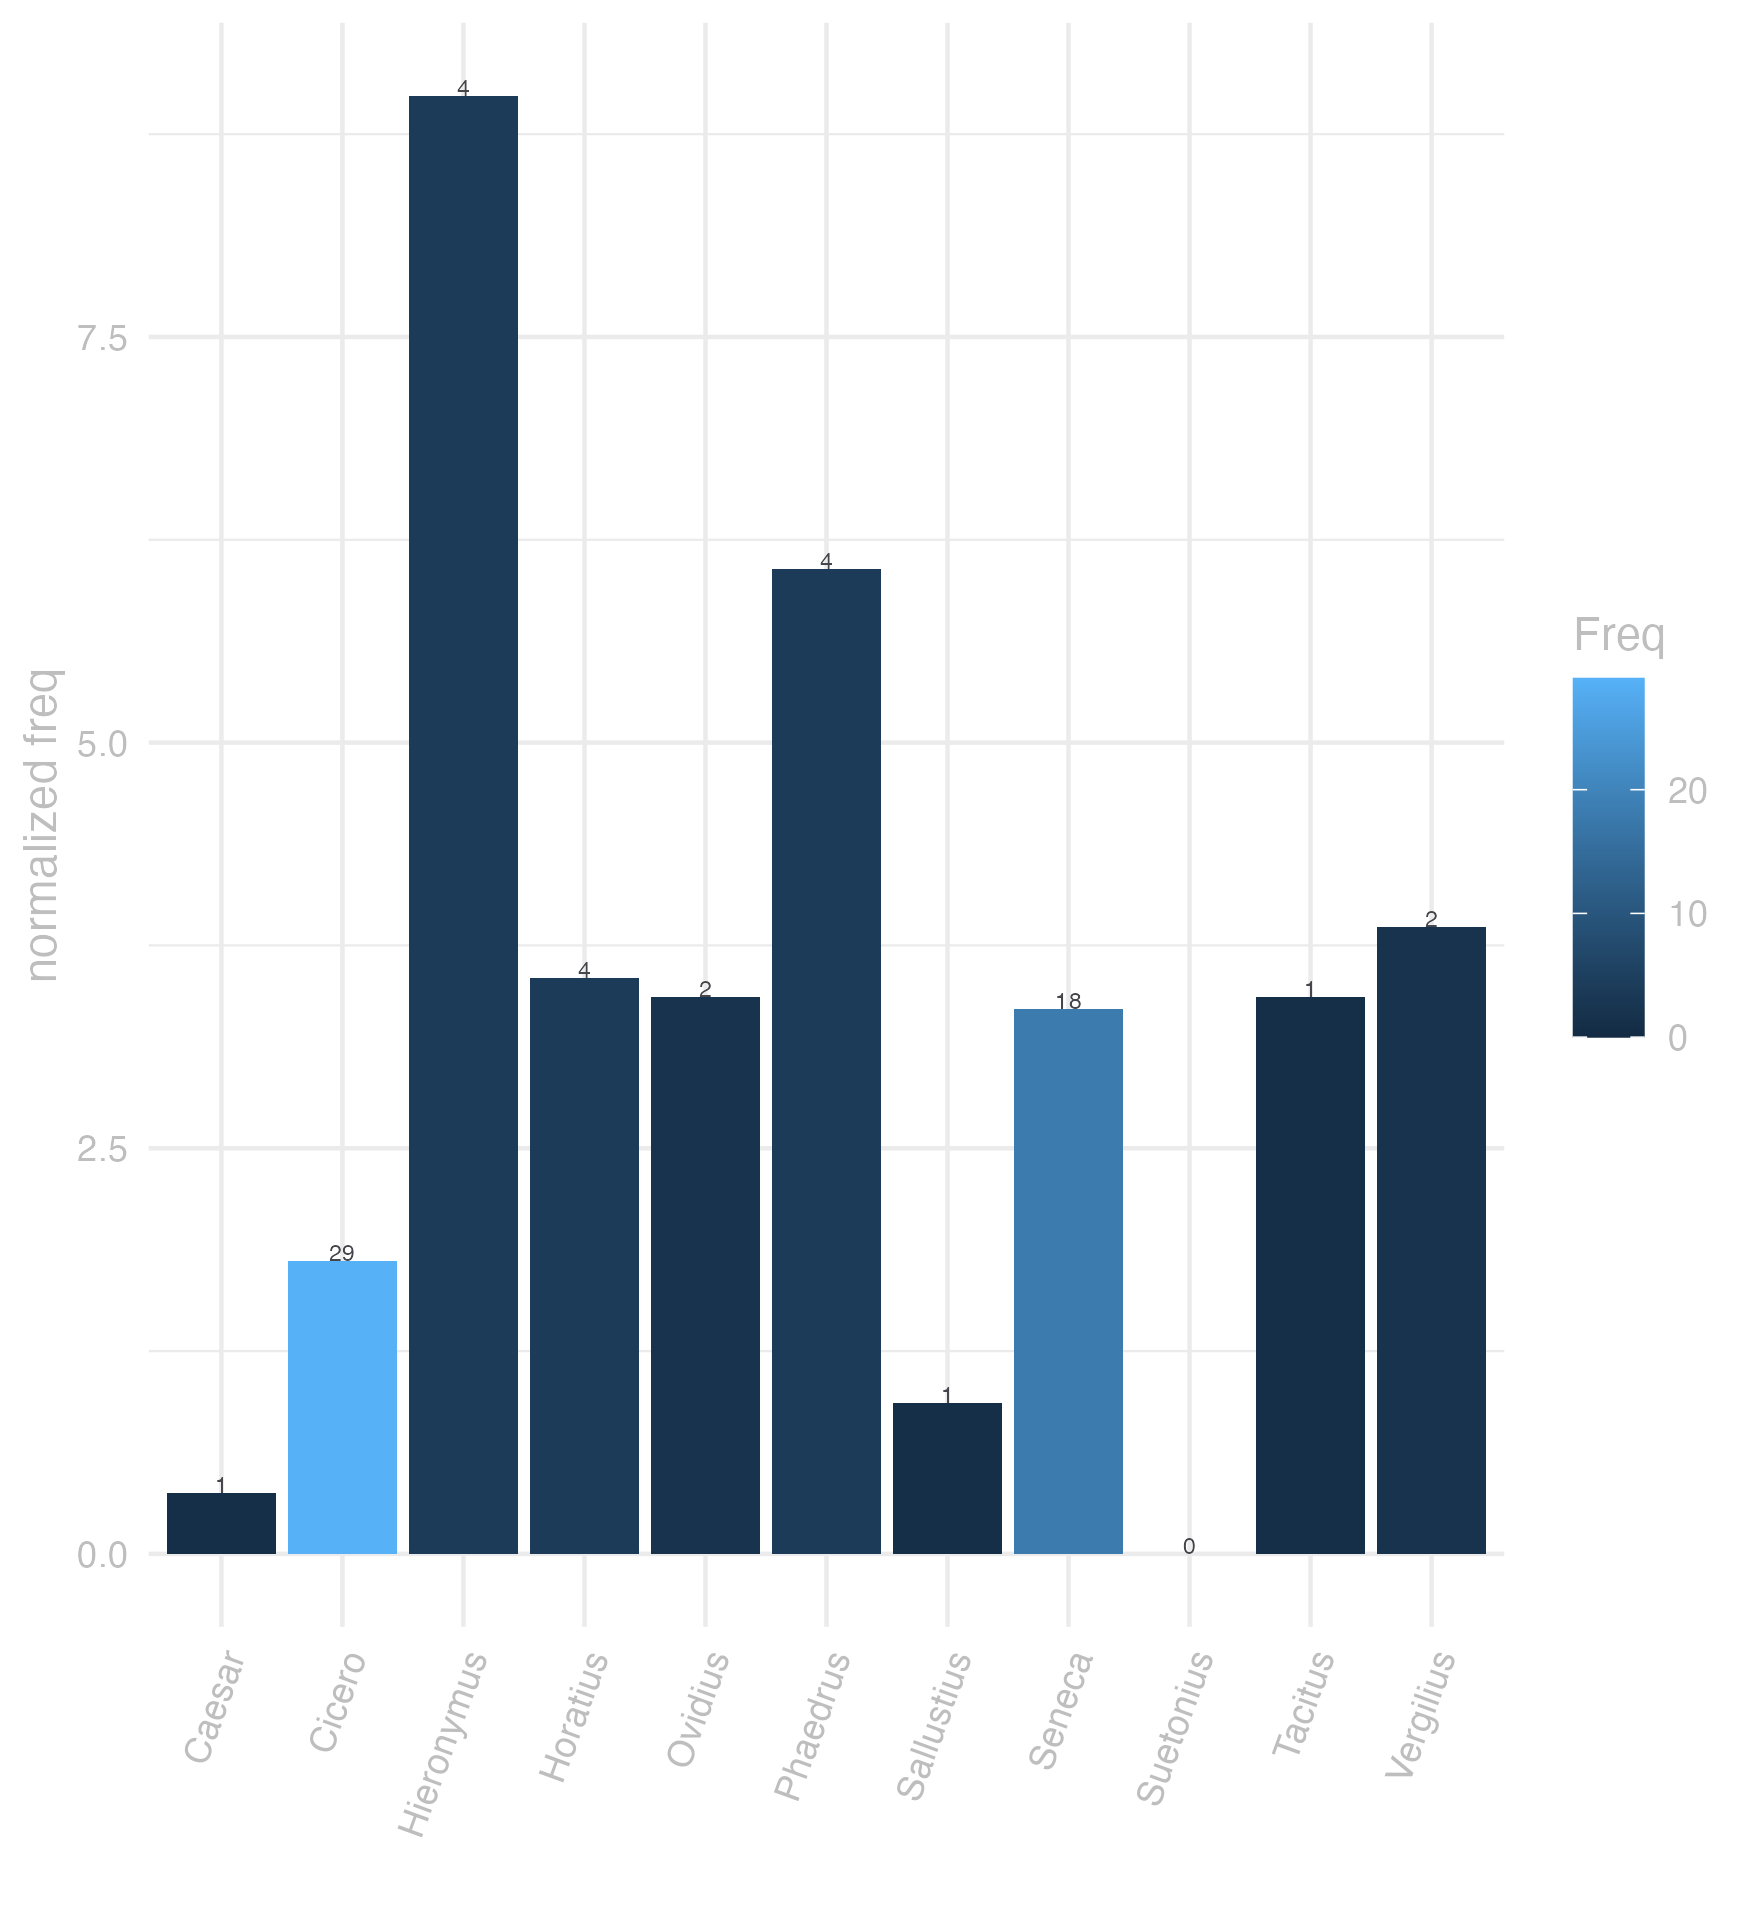 normalized freq
7.5
5.0
2.5
0.0
4
4
2
4
2
18
1
29
1
1
0
Caesar
Cicero
Hieronymus
Horatius
Ovidius
Phaedrus
Sallustius
Seneca
Suetonius
Tacitus
Vergilius
Freq
20
10
0